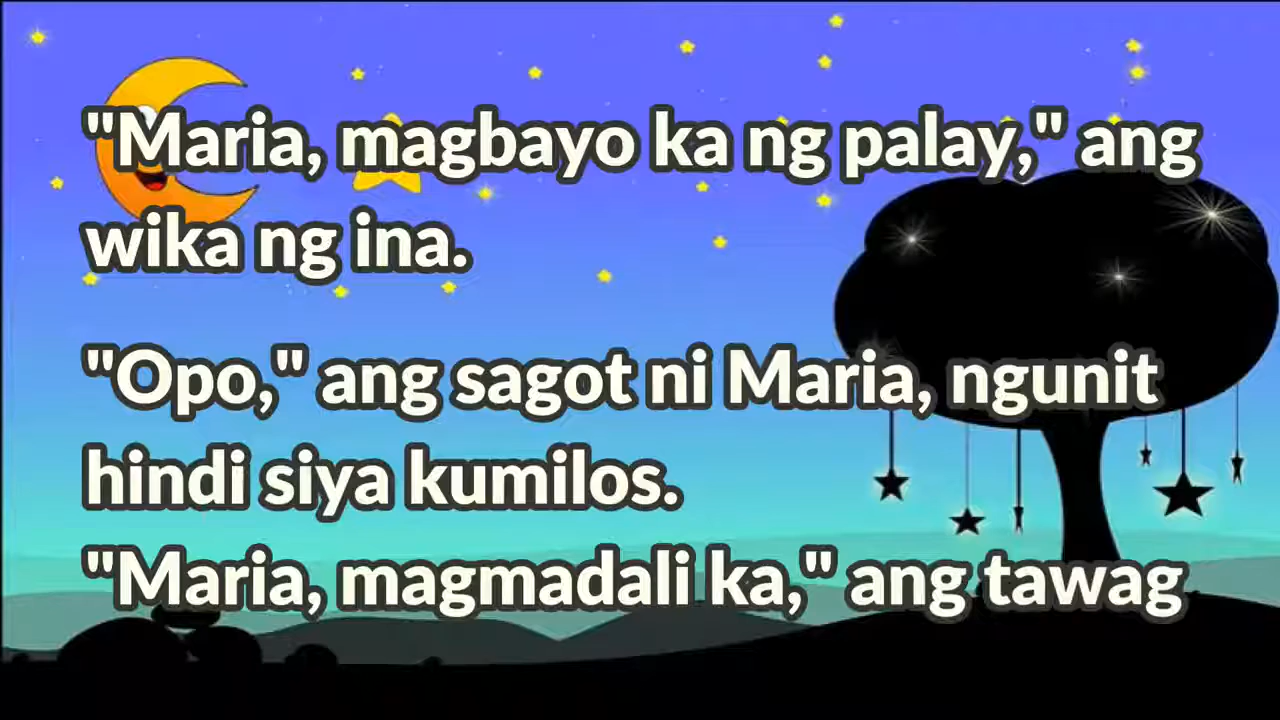 "Maria, magbayo ka ng palay," ang
wika ng ina.
"Opo," ang sagot ni Maria, ngunit
hindi siya kumilos.
"Maria, magmadali ka," ang tawag